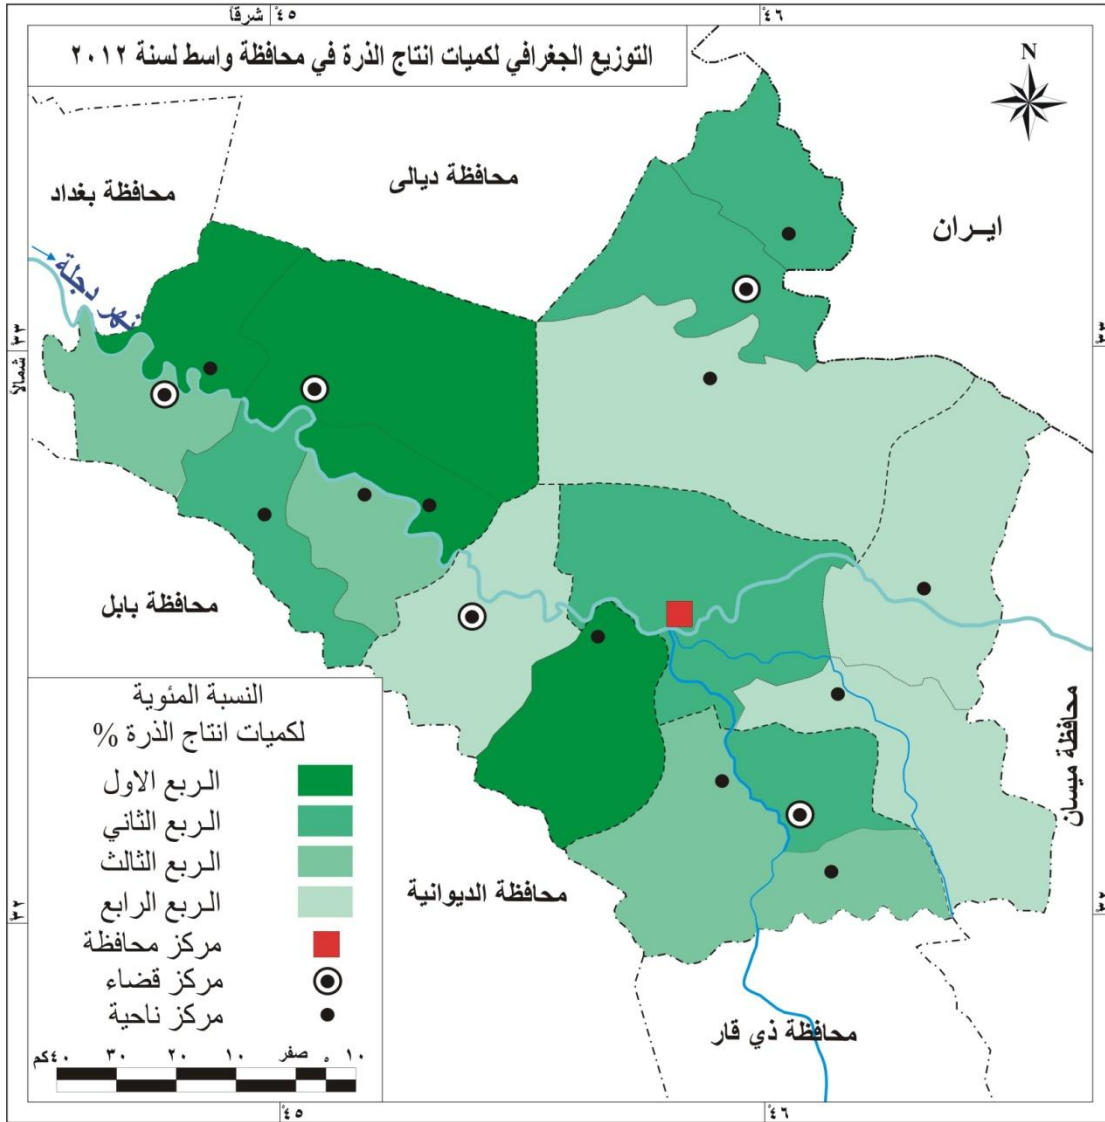 ٤٥ْ شرقاً
٤٦ْ
التوزيع الجغرافي لكميات انتاج الذرة في محافظة واسط لسنة ٢٠١٢
N
محافظة ديالى
محافظة بغداد
ايــران
نهر دجلة
٣٣ْ شمالاً
٣٣ْ
محافظة بابل
محافظة ميسان
محافظة الديوانية
محافظة ذي قار
٣٢ْ
٣٢ْ
النسبة المئوية
لكميات انتاج الذرة %
الـربع الاول
الـربع الثاني
الـربع الثالث
الـربع الرابع
مركز محافظة
مركز قضاء
مركز ناحية
١٠ ٥ صفر ١٠ ٢٠ ٣٠ ٤٠كم
٤٥ْ
٤٦ْ